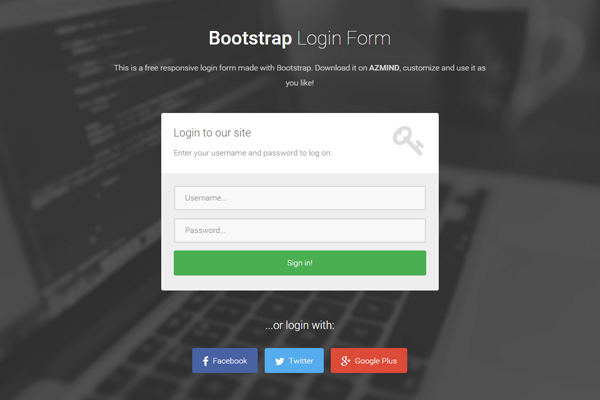 Bootstrap Login Form
This is a free responsive login form made with Bootstrap. Download it on AZMIND, customize and use it as
you like!
Login to our site
Enter your username and password to log on:
Username...
Password...
Sign in!
...or login with:
Facebook
Twitter
Google Plus